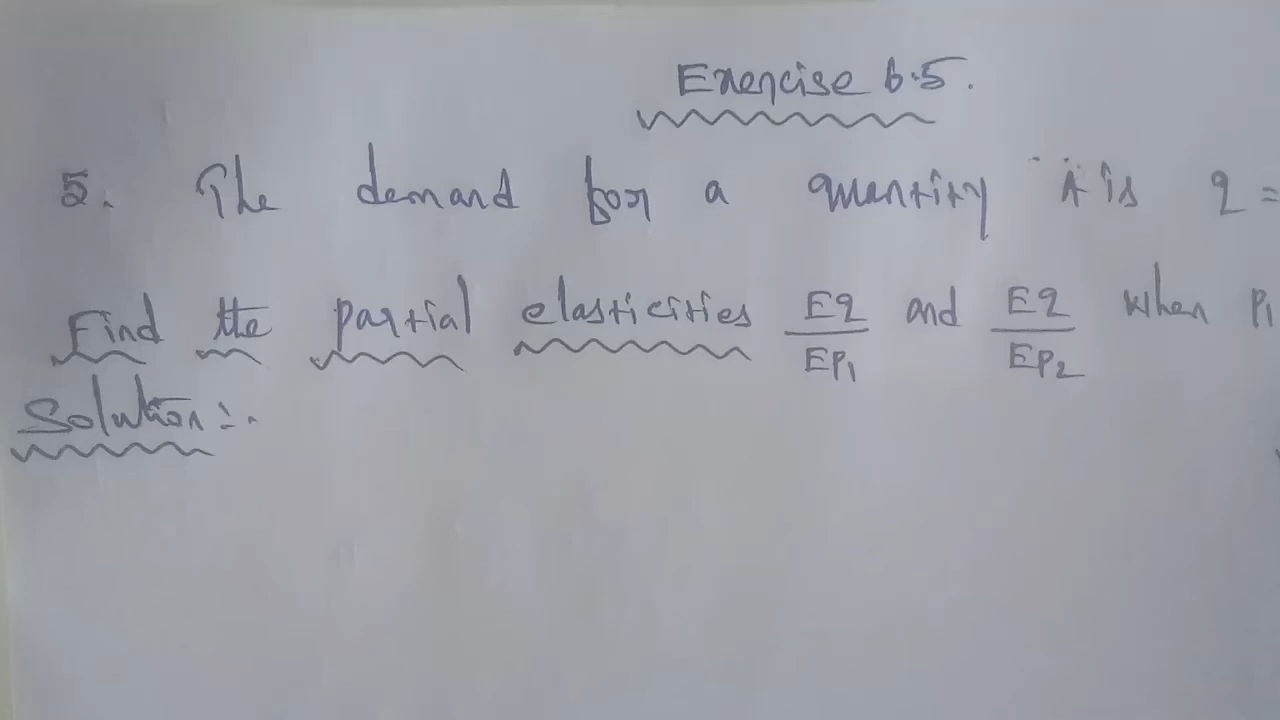 Exercise 6.5.
5. The demand for a quantity A is q =
Find the partial elasticities Eq/Ep₁ and Eq/Ep₂ when p₁
Solution:-